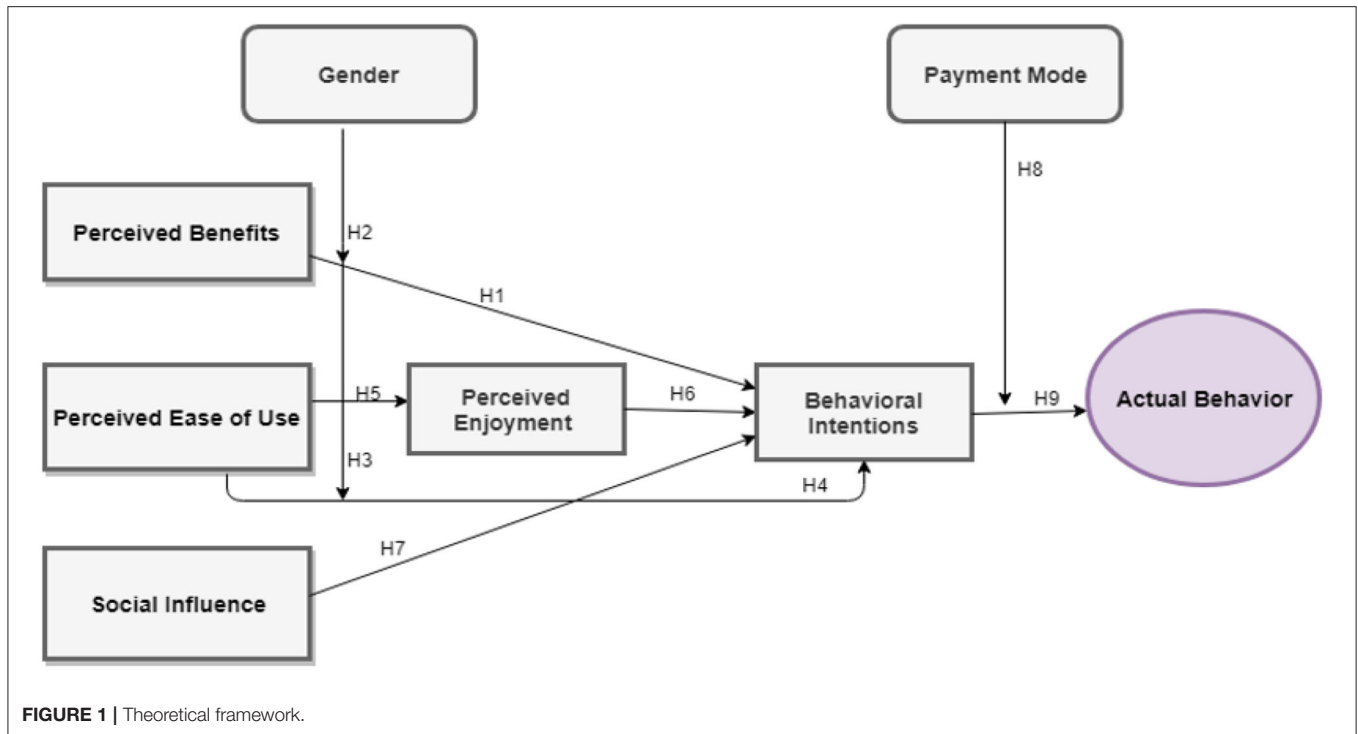 Gender
Payment Mode
H8
Perceived Benefits
H2
H1
Perceived Ease of Use
H5
Perceived
Enjoyment
H6
Behavioral
Intentions
H9
Actual Behavior
H3
H4
H7
Social Influence
FIGURE 1 | Theoretical framework.